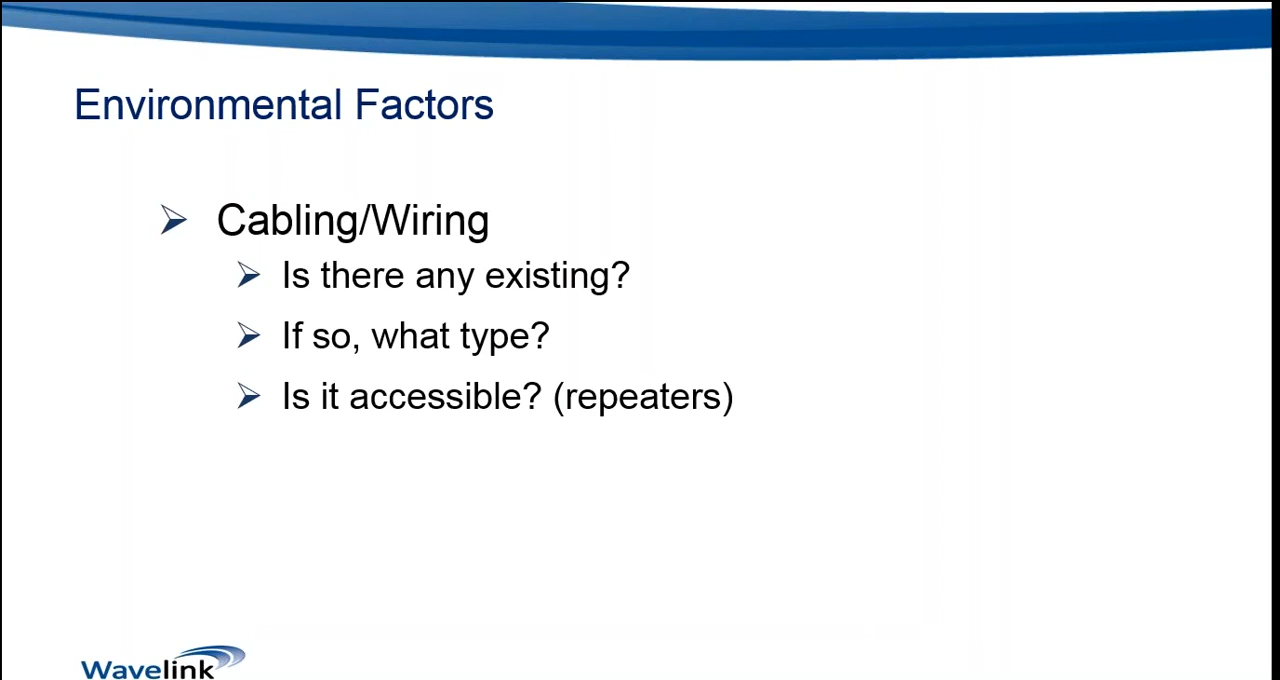 Environmental Factors
Cabling/Wiring
Is there any existing?
If so, what type?
Is it accessible? (repeaters)
Wavelink